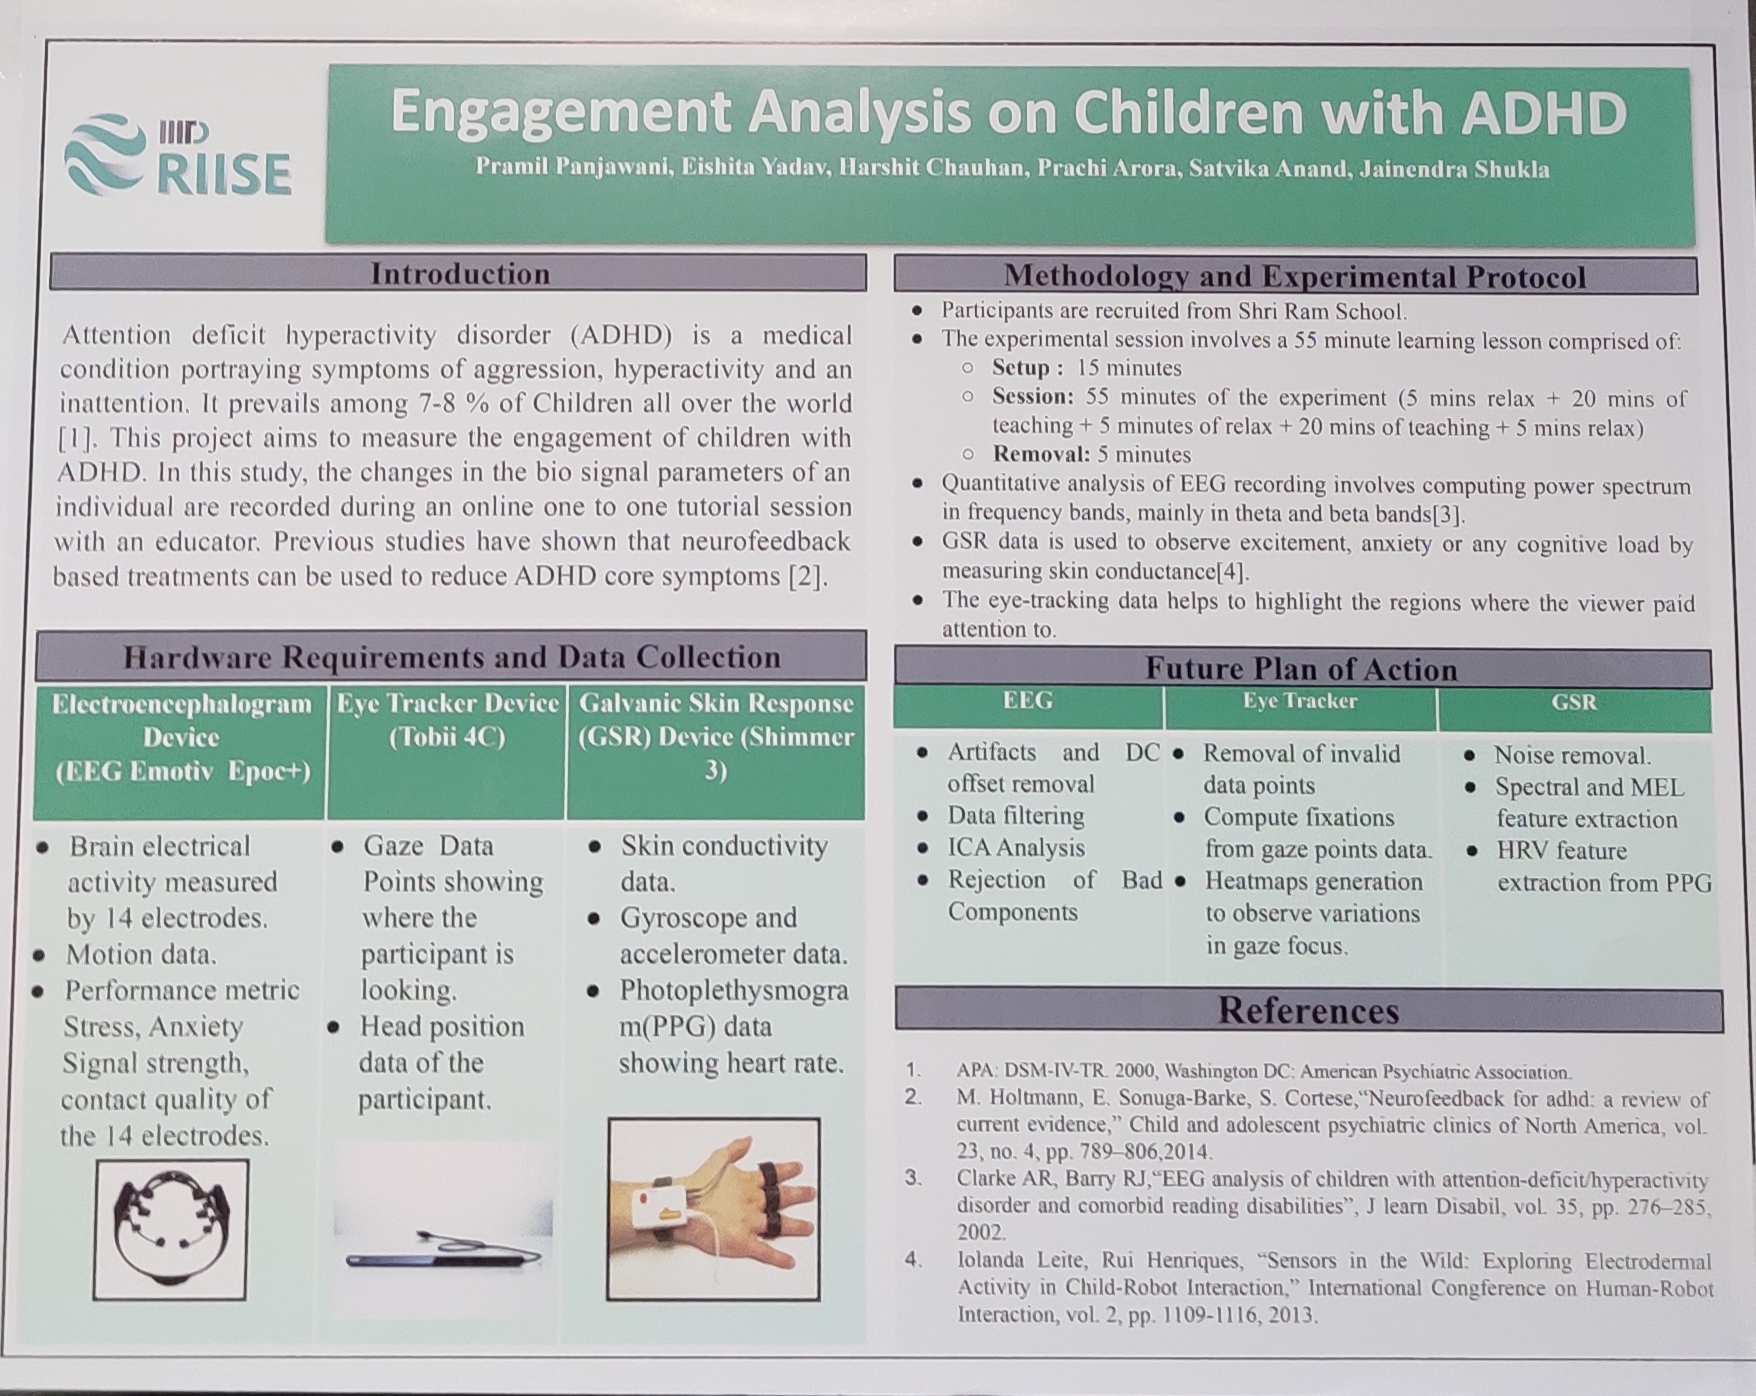 IIITD
RIISE
Engagement Analysis on Children with ADHD
Pramil Panjawani, Eishita Yadav, Harshit Chauhan, Prachi Arora, Satvika Anand, Jainendra Shukla
Introduction
Attention deficit hyperactivity disorder (ADHD) is a medical
condition portraying symptoms of aggression, hyperactivity and an
inattention. It prevails among 7-8 % of Children all over the world
[1]. This project aims to measure the engagement of children with
ADHD. In this study, the changes in the bio signal parameters of an
individual are recorded during an online one to one tutorial session
with an educator. Previous studies have shown that neurofeedback
based treatments can be used to reduce ADHD core symptoms [2].
Hardware Requirements and Data Collection
Electroencephalogram
Device
(EEG Emotiv Epoc+)
Eye Tracker Device
(Tobii 4C)
Galvanic Skin Response
(GSR) Device (Shimmer
3)
● Brain electrical
activity measured
by 14 electrodes.
● Motion data.
● Performance metric
Stress, Anxiety
Signal strength,
contact quality of
the 14 electrodes.
● Gaze Data
Points showing
where the
participant is
looking.
● Head position
data of the
participant.
● Skin conductivity
data.
● Gyroscope and
accelerometer data.
● Photoplethysmogra
m(PPG) data
showing heart rate.
Methodology and Experimental Protocol
● Participants are recruited from Shri Ram School.
● The experimental session involves a 55 minute learning lesson comprised of:
○ Setup : 15 minutes
○ Session: 55 minutes of the experiment (5 mins relax + 20 mins of
teaching + 5 minutes of relax + 20 mins of teaching + 5 mins relax)
○ Removal: 5 minutes
● Quantitative analysis of EEG recording involves computing power spectrum
in frequency bands, mainly in theta and beta bands[3].
● GSR data is used to observe excitement, anxiety or any cognitive load by
measuring skin conductance[4].
● The eye-tracking data helps to highlight the regions where the viewer paid
attention to.
Future Plan of Action
EEG
Eye Tracker
GSR
● Artifacts and DC
offset removal
● Data filtering
● ICA Analysis
● Rejection of Bad
Components
● Removal of invalid
data points
● Compute fixations
from gaze points data.
● Heatmaps generation
to observe variations
in gaze focus.
● Noise removal.
● Spectral and MEL
feature extraction
● HRV feature
extraction from PPG
References
1. APA: DSM-IV-TR. 2000, Washington DC: American Psychiatric Association.
2. M. Holtmann, E. Sonuga-Barke, S. Cortese,“Neurofeedback for adhd: a review of
current evidence,” Child and adolescent psychiatric clinics of North America, vol.
23, no. 4, pp. 789–806,2014.
3. Clarke AR, Barry RJ,“EEG analysis of children with attention-deficit/hyperactivity
disorder and comorbid reading disabilities”, J learn Disabil, vol. 35, pp. 276–285,
2002.
4. Iolanda Leite, Rui Henriques, “Sensors in the Wild: Exploring Electrodermal
Activity in Child-Robot Interaction,” International Congference on Human-Robot
Interaction, vol. 2, pp. 1109-1116, 2013.